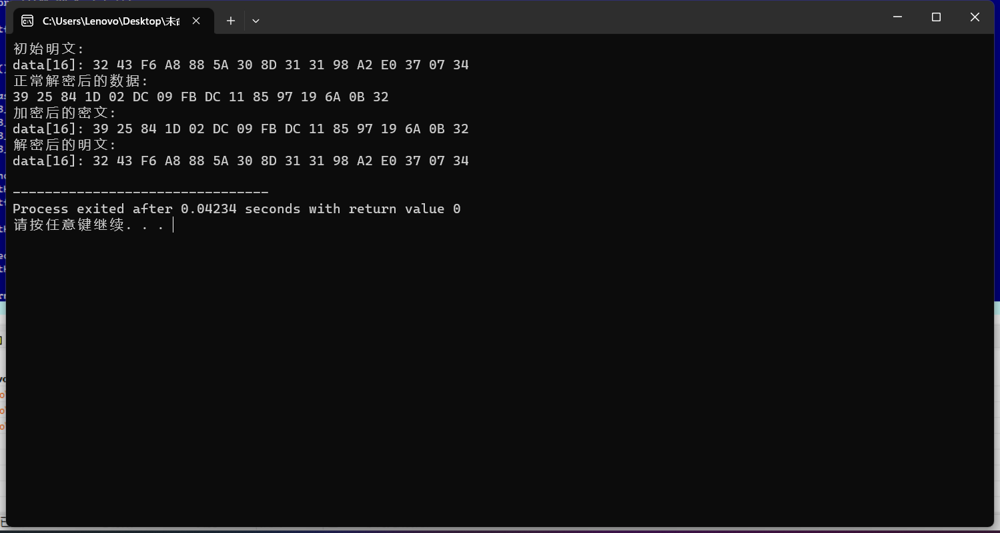 C:\Users\Lenovo\Desktop\未
初始明文:
data[16]: 32 43 F6 A8 88 5A 30 8D 31 31 98 A2 E0 37 07 34
正常解密后的数据:
39 25 84 1D 02 DC 09 FB DC 11 85 97 19 6A 0B 32
加密后的密文:
data[16]: 39 25 84 1D 02 DC 09 FB DC 11 85 97 19 6A 0B 32
解密后的明文:
data[16]: 32 43 F6 A8 88 5A 30 8D 31 31 98 A2 E0 37 07 34
--------------------------------
Process exited after 0.04234 seconds with return value 0
请按任意键继续. . .